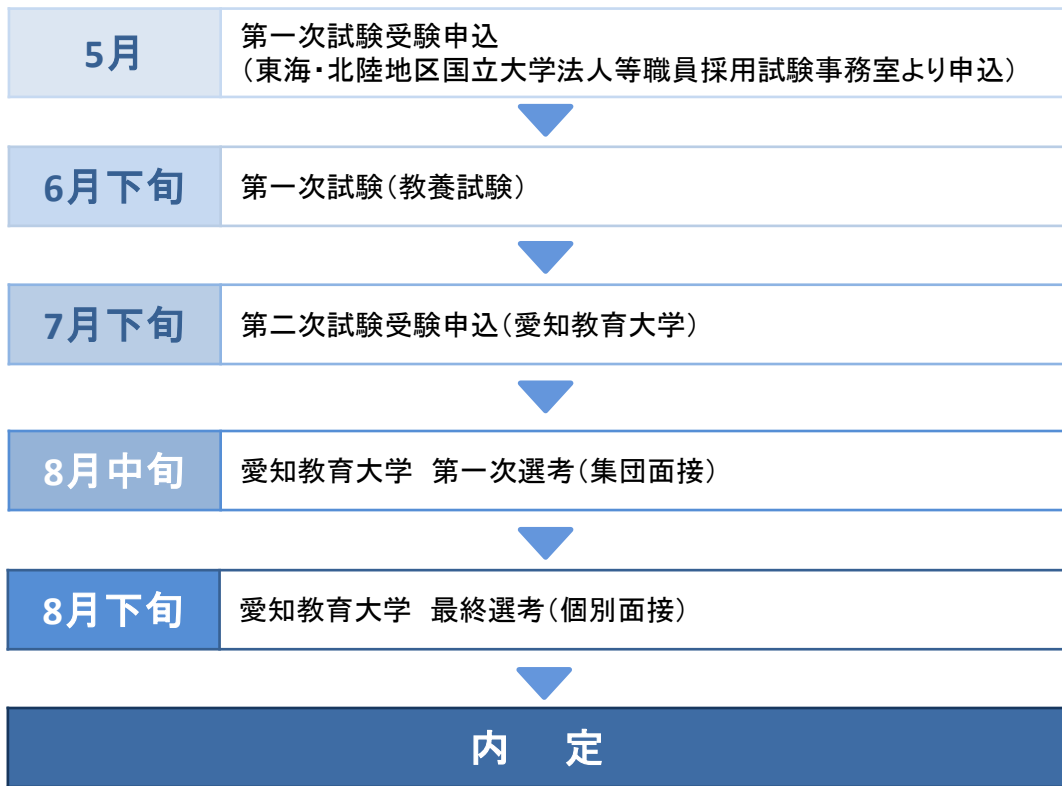 5月
第一次試験受験申込
（東海・北陸地区国立大学法人等職員採用試験事務室より申込）
6月下旬
第一次試験（教養試験）
7月下旬
第二次試験受験申込（愛知教育大学）
8月中旬
愛知教育大学　第一次選考（集団面接）
8月下旬
愛知教育大学　最終選考（個別面接）
内　定